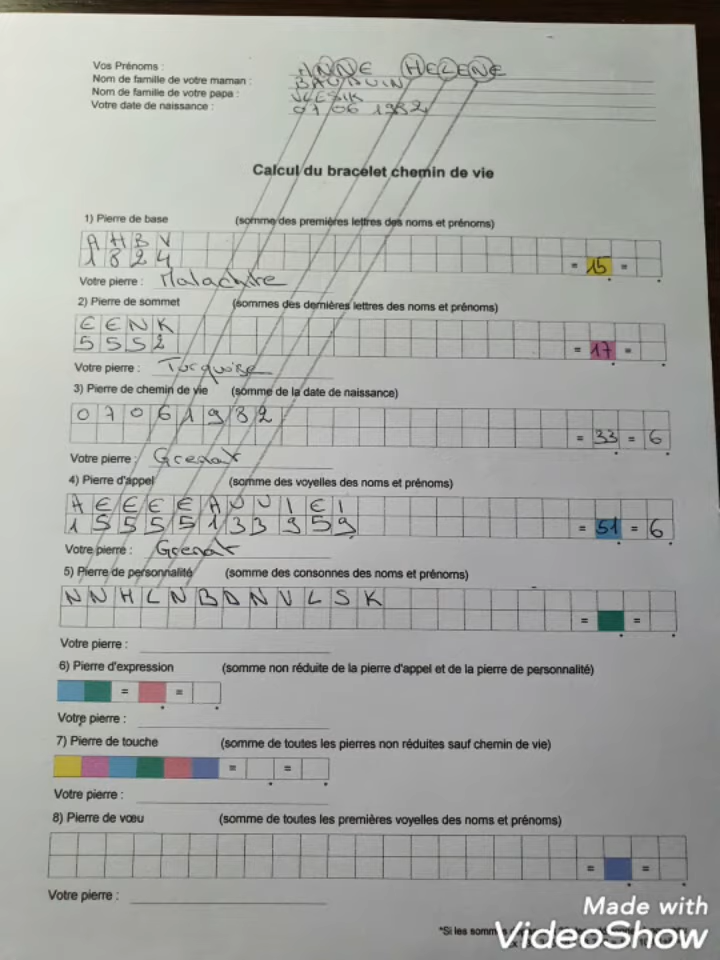 Vos Prénoms : ANNE HELENE
Nom de famille de votre maman : BAUDUIN
Nom de famille de votre papa : VLESIK
Votre date de naissance : 07 06 1982
Calcul du bracelet chemin de vie
1) Pierre de base (somme des premières lettres des noms et prénoms)
A H B V
1 8 2 4 = 15 =
Votre pierre : Malachite
2) Pierre de sommet (sommes des dernières lettres des noms et prénoms)
E E N K
5 5 5 2 = 17 =
Votre pierre : Turquoise
3) Pierre de chemin de vie (somme de la date de naissance)
0 7 0 6 1 9 8 2
= 33 = 6
Votre pierre : Grenat
4) Pierre d'appel (somme des voyelles des noms et prénoms)
A E E E E A U U I E I
1 5 5 5 5 1 3 3 9 5 9 = 51 = 6
Votre pierre : Grenat
5) Pierre de personnalité (somme des consonnes des noms et prénoms)
N N H L N B D N V L S K
= =
Votre pierre :
6) Pierre d'expression (somme non réduite de la pierre d'appel et de la pierre de personnalité)
= =
Votre pierre :
7) Pierre de touche (somme de toutes les pierres non réduites sauf chemin de vie)
= =
Votre pierre :
8) Pierre de vœu (somme de toutes les premières voyelles des noms et prénoms)
= =
Votre pierre :
*Si les sommes
Made with
VideoShow